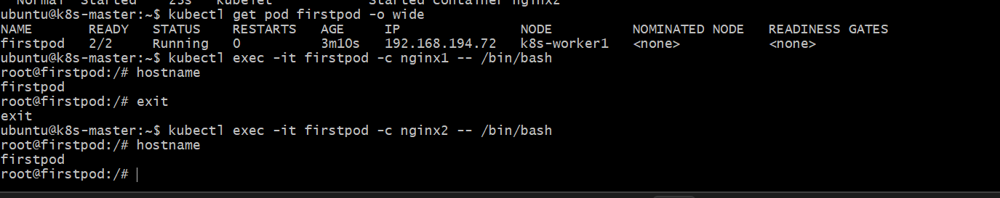 Normal  Started    25s   kubelet            Started container nginx2
ubuntu@k8s-master:~$ kubectl get pod firstpod -o wide
NAME       READY   STATUS    RESTARTS   AGE     IP               NODE          NOMINATED NODE   READINESS GATES
firstpod   2/2     Running   0          3m10s   192.168.194.72   k8s-worker1   <none>           <none>
ubuntu@k8s-master:~$ kubectl exec -it firstpod -c nginx1 -- /bin/bash
root@firstpod:/# hostname
firstpod
root@firstpod:/# exit
exit
ubuntu@k8s-master:~$ kubectl exec -it firstpod -c nginx2 -- /bin/bash
root@firstpod:/# hostname
firstpod
root@firstpod:/#